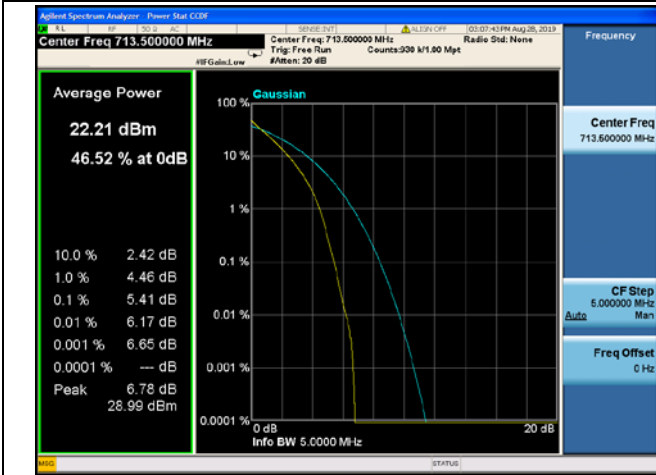 Agilent Spectrum Analyzer - Power Stat CCDF
RL RF 50 Ω AC SENSE:INT ALIGN OFF 03:07:43 PM Aug 28, 2019
Center Freq 713.500000 MHz
Center Freq: 713.500000 MHz Radio Std: None
Trig: Free Run Counts:930 k/1.00 Mpt
#IFGain:Low #Atten: 20 dB
Frequency
Average Power
22.21 dBm
46.52 % at 0dB
10.0 % 2.42 dB
1.0 % 4.46 dB
0.1 % 5.41 dB
0.01 % 6.17 dB
0.001 % 6.65 dB
0.0001 % --- dB
Peak 6.78 dB
28.99 dBm
Gaussian
100 %
10 %
1 %
0.1 %
0.01 %
0.001 %
0.0001 %
0 dB 20 dB
Info BW 5.0000 MHz
Center Freq
713.500000 MHz
CF Step
5.000000 MHz
Auto Man
Freq Offset
0 Hz
MSG STATUS